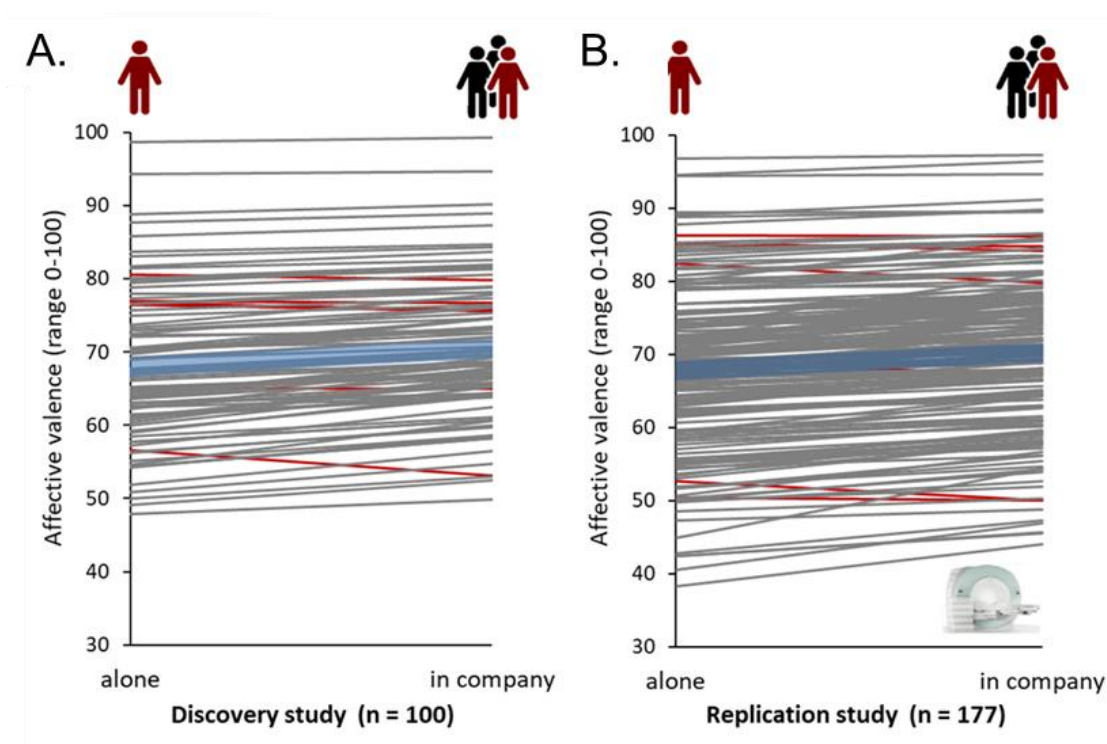 A.
B.
100
90
80
70
60
50
40
30
Affective valence (range 0-100)
alone
in company
Discovery study (n = 100)
100
90
80
70
60
50
40
30
Affective valence (range 0-100)
alone
in company
Replication study (n = 177)